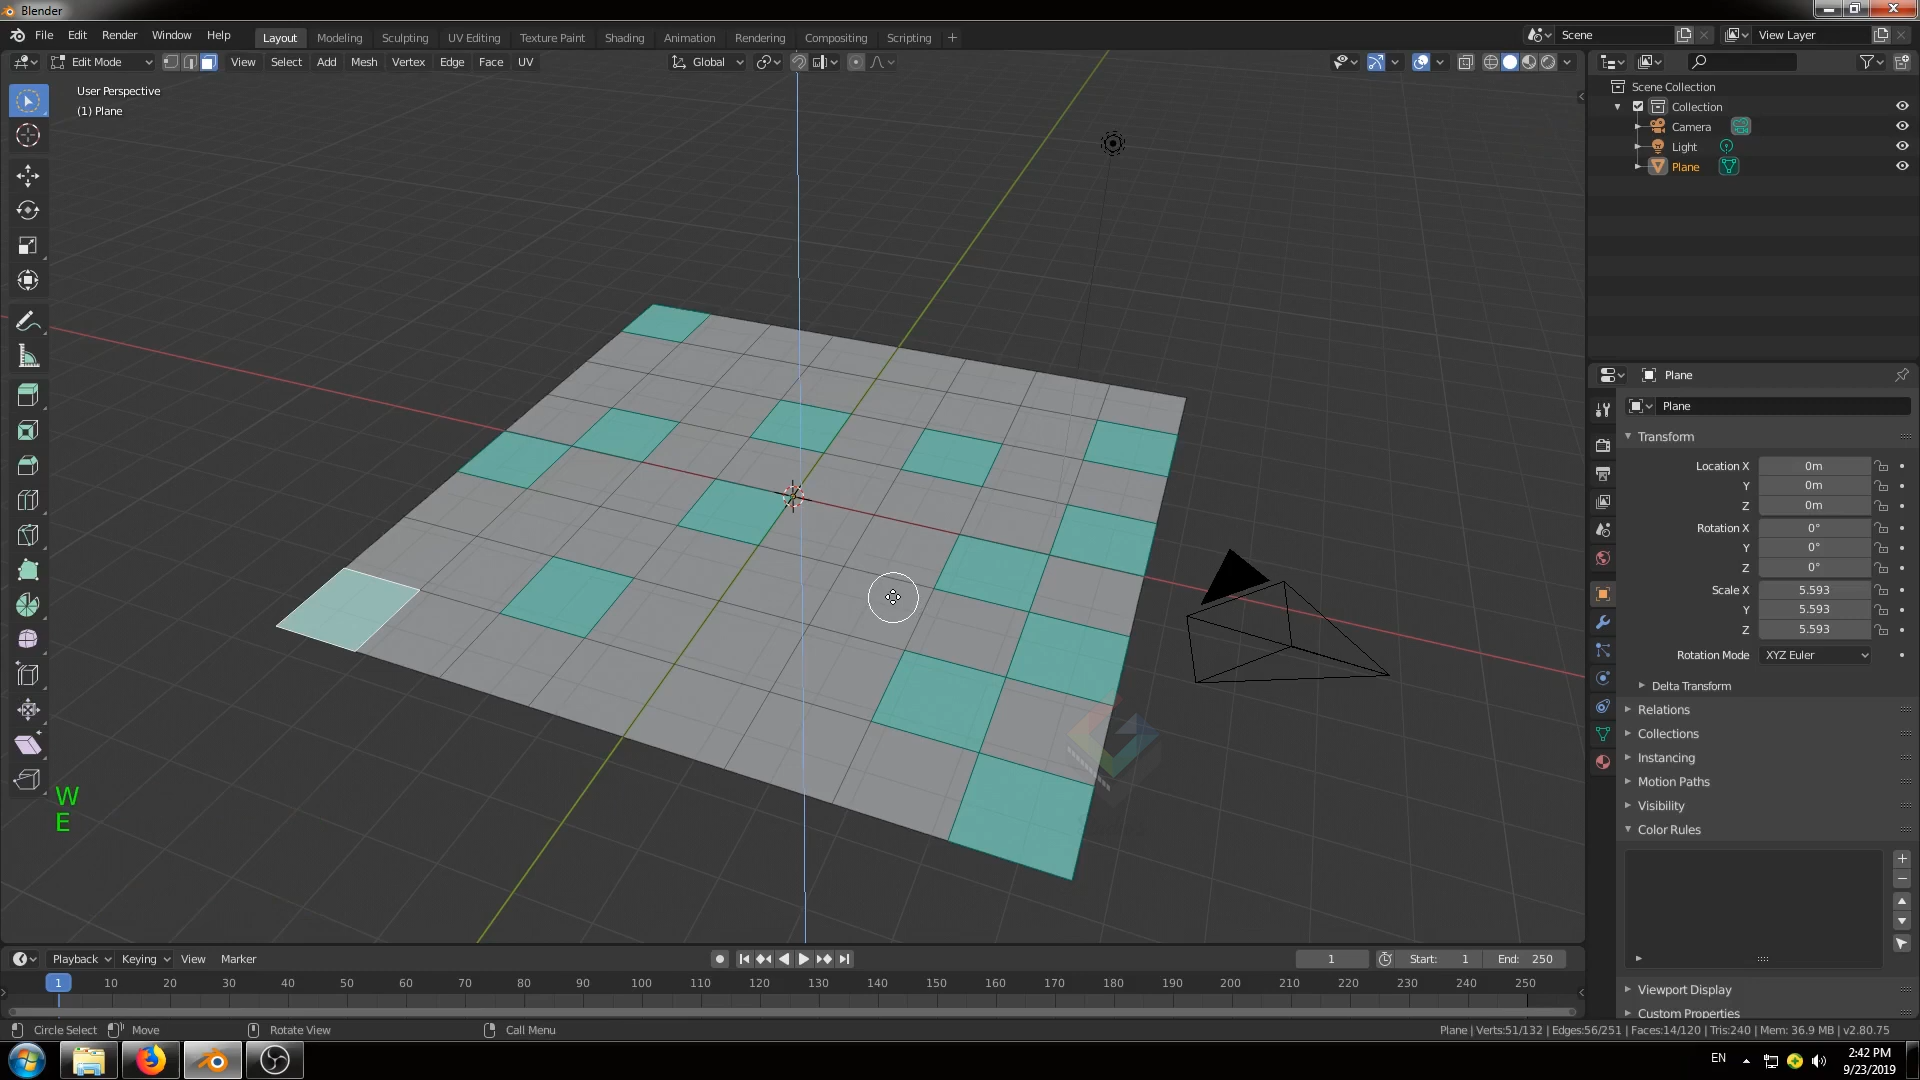 Blender
File Edit Render Window Help
Layout Modeling Sculpting UV Editing Texture Paint Shading Animation Rendering Compositing Scripting +
Scene
View Layer
Edit Mode View Select Add Mesh Vertex Edge Face UV
Global
User Perspective
(1) Plane
Scene Collection
Collection
Camera
Light
Plane
Plane
Plane
Transform
Location X 0m
Y 0m
Z 0m
Rotation X 0°
Y 0°
Z 0°
Scale X 5.593
Y 5.593
Z 5.593
Rotation Mode XYZ Euler
Delta Transform
Relations
Collections
Instancing
Motion Paths
Visibility
Color Rules
Viewport Display
Custom Properties
W
E
Playback Keying View Marker
1 Start: 1 End: 250
1 10 20 30 40 50 60 70 80 90 100 110 120 130 140 150 160 170 180 190 200 210 220 230 240 250
Circle Select Move Rotate View Call Menu
Plane | Verts:51/132 | Edges:56/251 | Faces:14/120 | Tris:240 | Mem: 36.9 MB | v2.80.75
EN
2:42 PM
9/23/2019